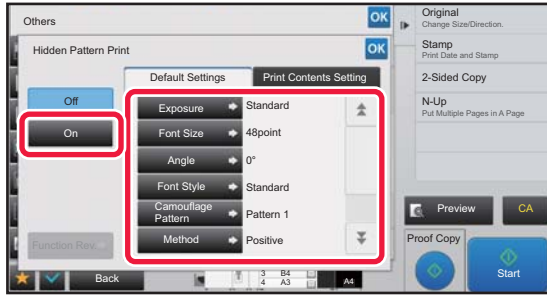 Others
OK
Hidden Pattern Print
OK
Default Settings
Print Contents Setting
Off
On
Exposure
Standard
Font Size
48point
Angle
0°
Font Style
Standard
Camouflage
Pattern
Pattern 1
Method
Positive
Function Rev.
Back
3 B4
4 A3
A4
Original
Change Size/Direction.
Stamp
Print Date and Stamp
2-Sided Copy
N-Up
Put Multiple Pages in A Page
Preview
CA
Proof Copy
Start